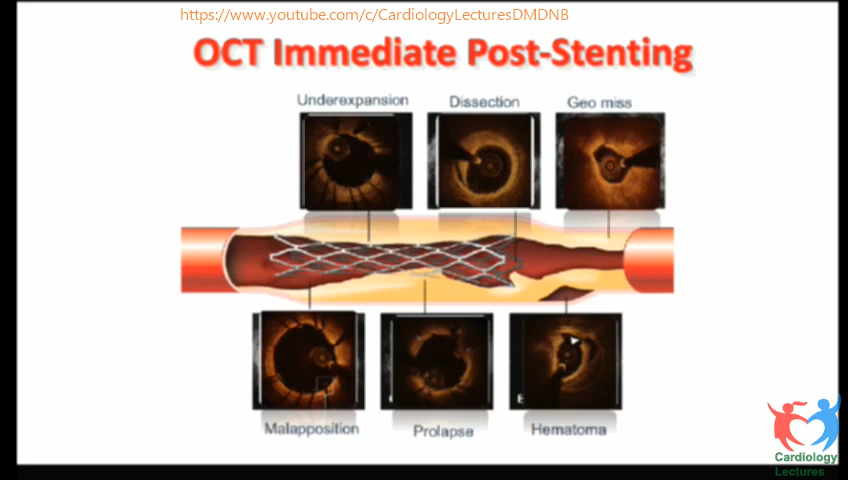 https://www.youtube.com/c/CardiologyLecturesDMDNB
OCT Immediate Post-Stenting
Underexpansion
Dissection
Geo miss
Malapposition
Prolapse
Hematoma
Cardiology
Lectures